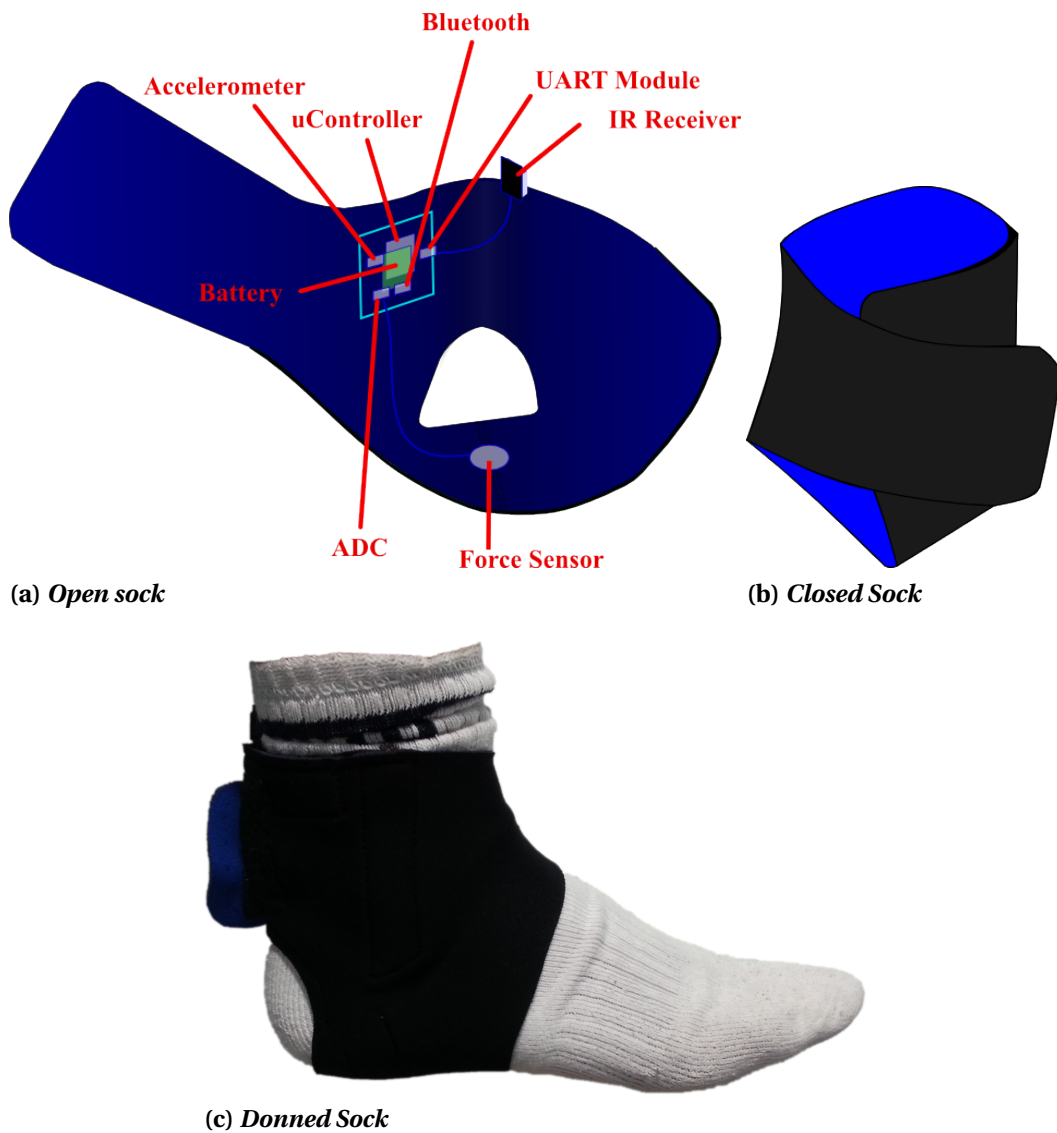 Bluetooth
Accelerometer
UART Module
uController
IR Receiver
Battery
ADC
Force Sensor
(a) Open sock
(b) Closed Sock
(c) Donned Sock